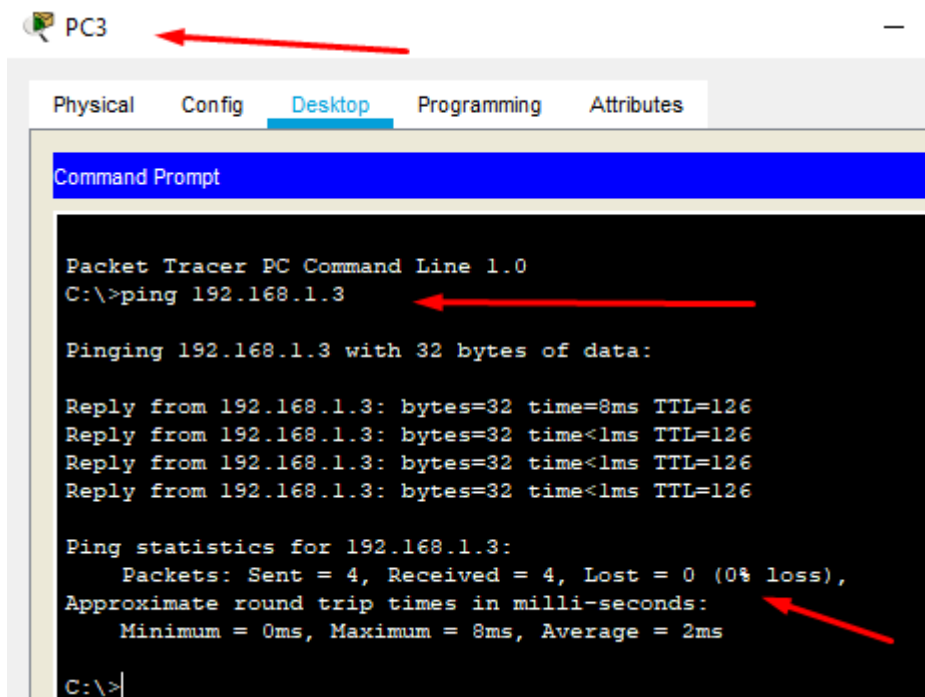 PC3
Physical Config Desktop Programming Attributes
Command Prompt
Packet Tracer PC Command Line 1.0
C:\>ping 192.168.1.3
Pinging 192.168.1.3 with 32 bytes of data:
Reply from 192.168.1.3: bytes=32 time=8ms TTL=126
Reply from 192.168.1.3: bytes=32 time<1ms TTL=126
Reply from 192.168.1.3: bytes=32 time<1ms TTL=126
Reply from 192.168.1.3: bytes=32 time<1ms TTL=126
Ping statistics for 192.168.1.3:
Packets: Sent = 4, Received = 4, Lost = 0 (0% loss),
Approximate round trip times in milli-seconds:
Minimum = 0ms, Maximum = 8ms, Average = 2ms
C:\>